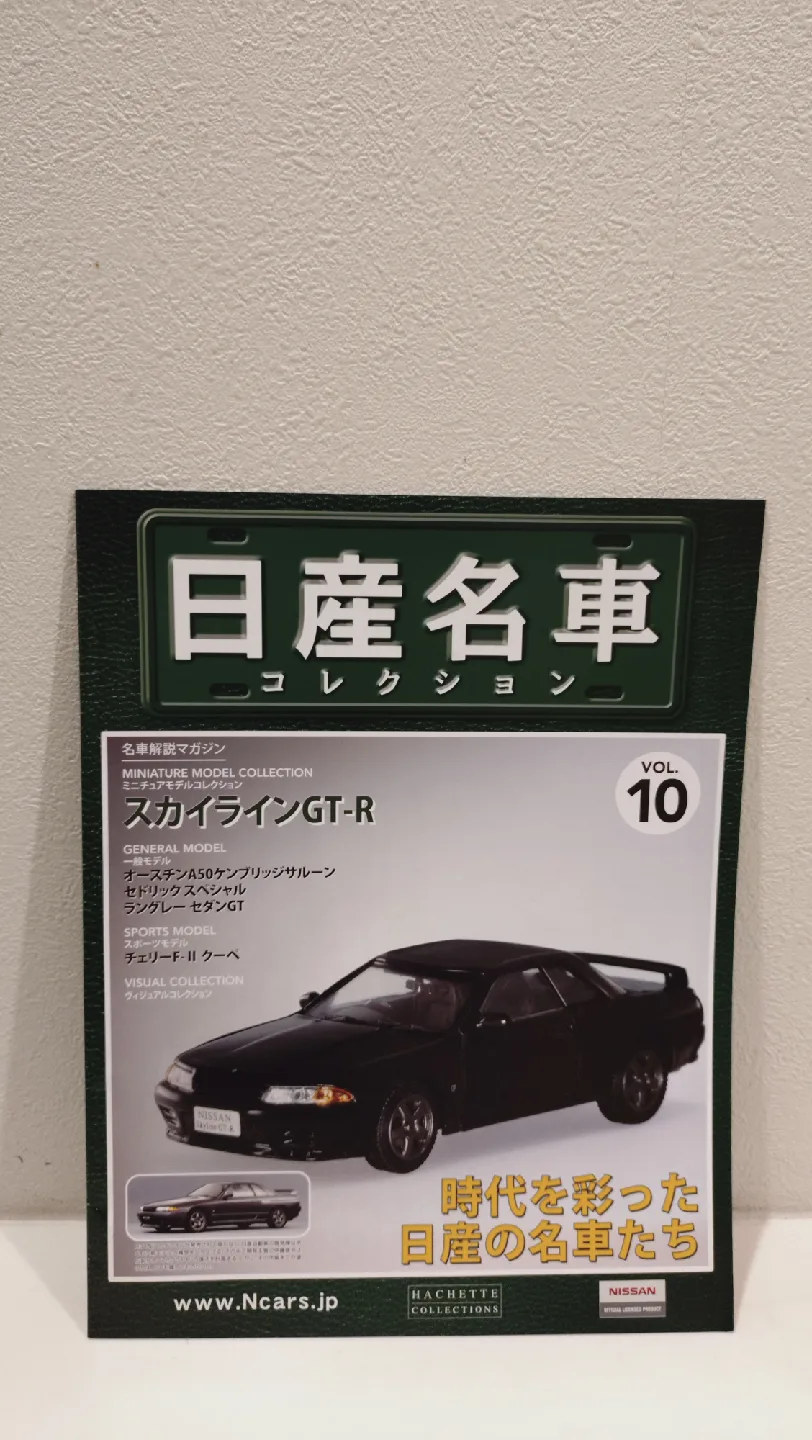 日産名車
コレクション
名車解説マガジン
MINIATURE MODEL COLLECTION
ミニチュアモデルコレクション
スカイラインGT-R
VOL.
10
GENERAL MODEL
一般モデル
オースチンA50ケンブリッジサルーン
セドリック スペシャル
ラングレー セダンGT
SPORTS MODEL
スポーツモデル
チェリーF-II クーペ
VISUAL COLLECTION
ヴィジュアルコレクション
NISSAN
Skyline GT-R
時代を彩った
日産の名車たち
www.Ncars.jp
HACHETTE
COLLECTIONS
NISSAN
OFFICIAL LICENSED PRODUCT